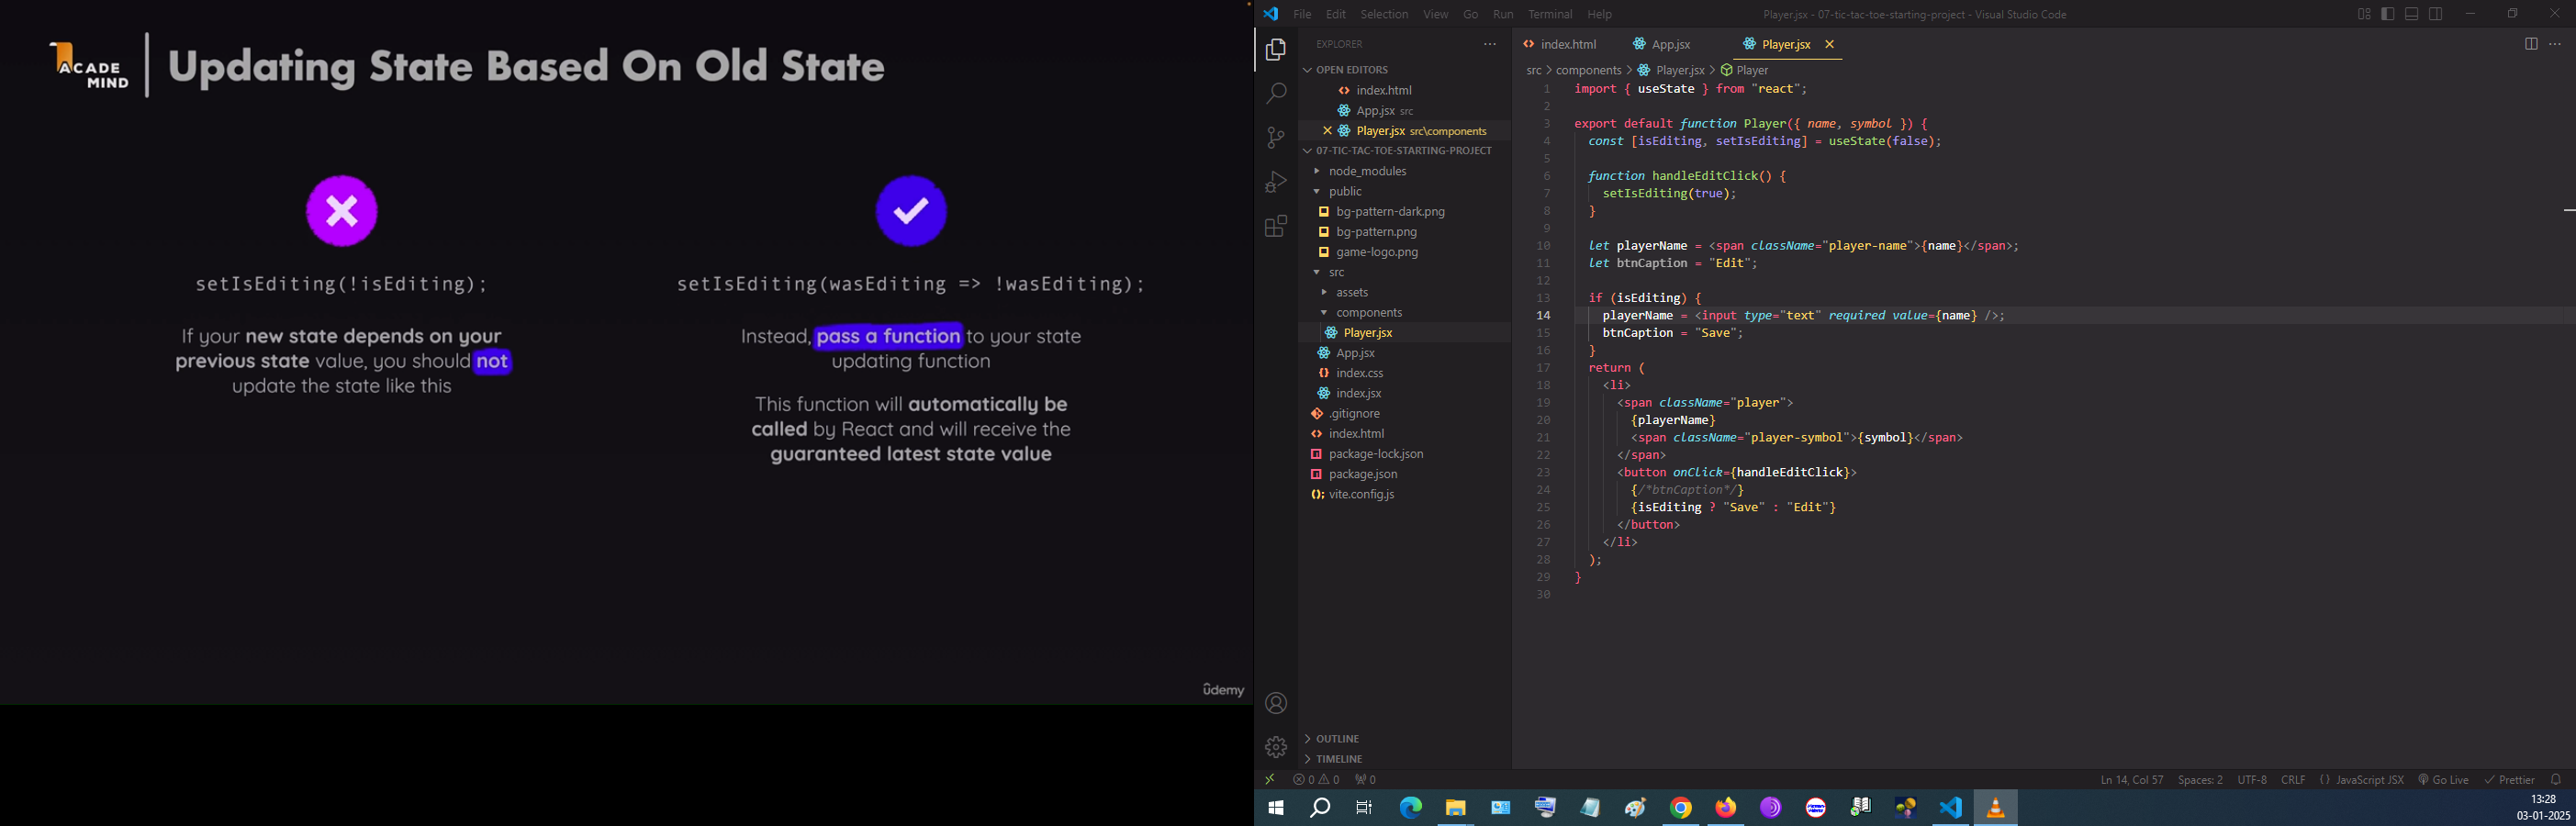 ACADE
MIND
Updating State Based On Old State
setIsEditing(!isEditing);
If your new state depends on your
previous state value, you should not
update the state like this
setIsEditing(wasEditing => !wasEditing);
Instead, pass a function to your state
updating function
This function will automatically be
called by React and will receive the
guaranteed latest state value
ûdemy
File Edit Selection View Go Run Terminal Help
Player.jsx - 07-tic-tac-toe-starting-project - Visual Studio Code
EXPLORER
OPEN EDITORS
index.html
App.jsx src
Player.jsx src\components
07-TIC-TAC-TOE-STARTING-PROJECT
node_modules
public
bg-pattern-dark.png
bg-pattern.png
game-logo.png
src
assets
components
Player.jsx
App.jsx
index.css
index.jsx
.gitignore
index.html
package-lock.json
package.json
vite.config.js
OUTLINE
TIMELINE
index.html App.jsx Player.jsx
src > components > Player.jsx > Player
1 import { useState } from "react";
2
3 export default function Player({ name, symbol }) {
4 const [isEditing, setIsEditing] = useState(false);
5
6 function handleEditClick() {
7 setIsEditing(true);
8 }
9
10 let playerName = <span className="player-name">{name}</span>;
11 let btnCaption = "Edit";
12
13 if (isEditing) {
14 playerName = <input type="text" required value={name} />;
15 btnCaption = "Save";
16 }
17 return (
18 <li>
19 <span className="player">
20 {playerName}
21 <span className="player-symbol">{symbol}</span>
22 </span>
23 <button onClick={handleEditClick}>
24 {/*btnCaption*/}
25 {isEditing ? "Save" : "Edit"}
26 </button>
27 </li>
28 );
29 }
30
0 0 0
Ln 14, Col 57 Spaces: 2 UTF-8 CRLF JavaScript JSX Go Live Prettier
13:28
03-01-2025